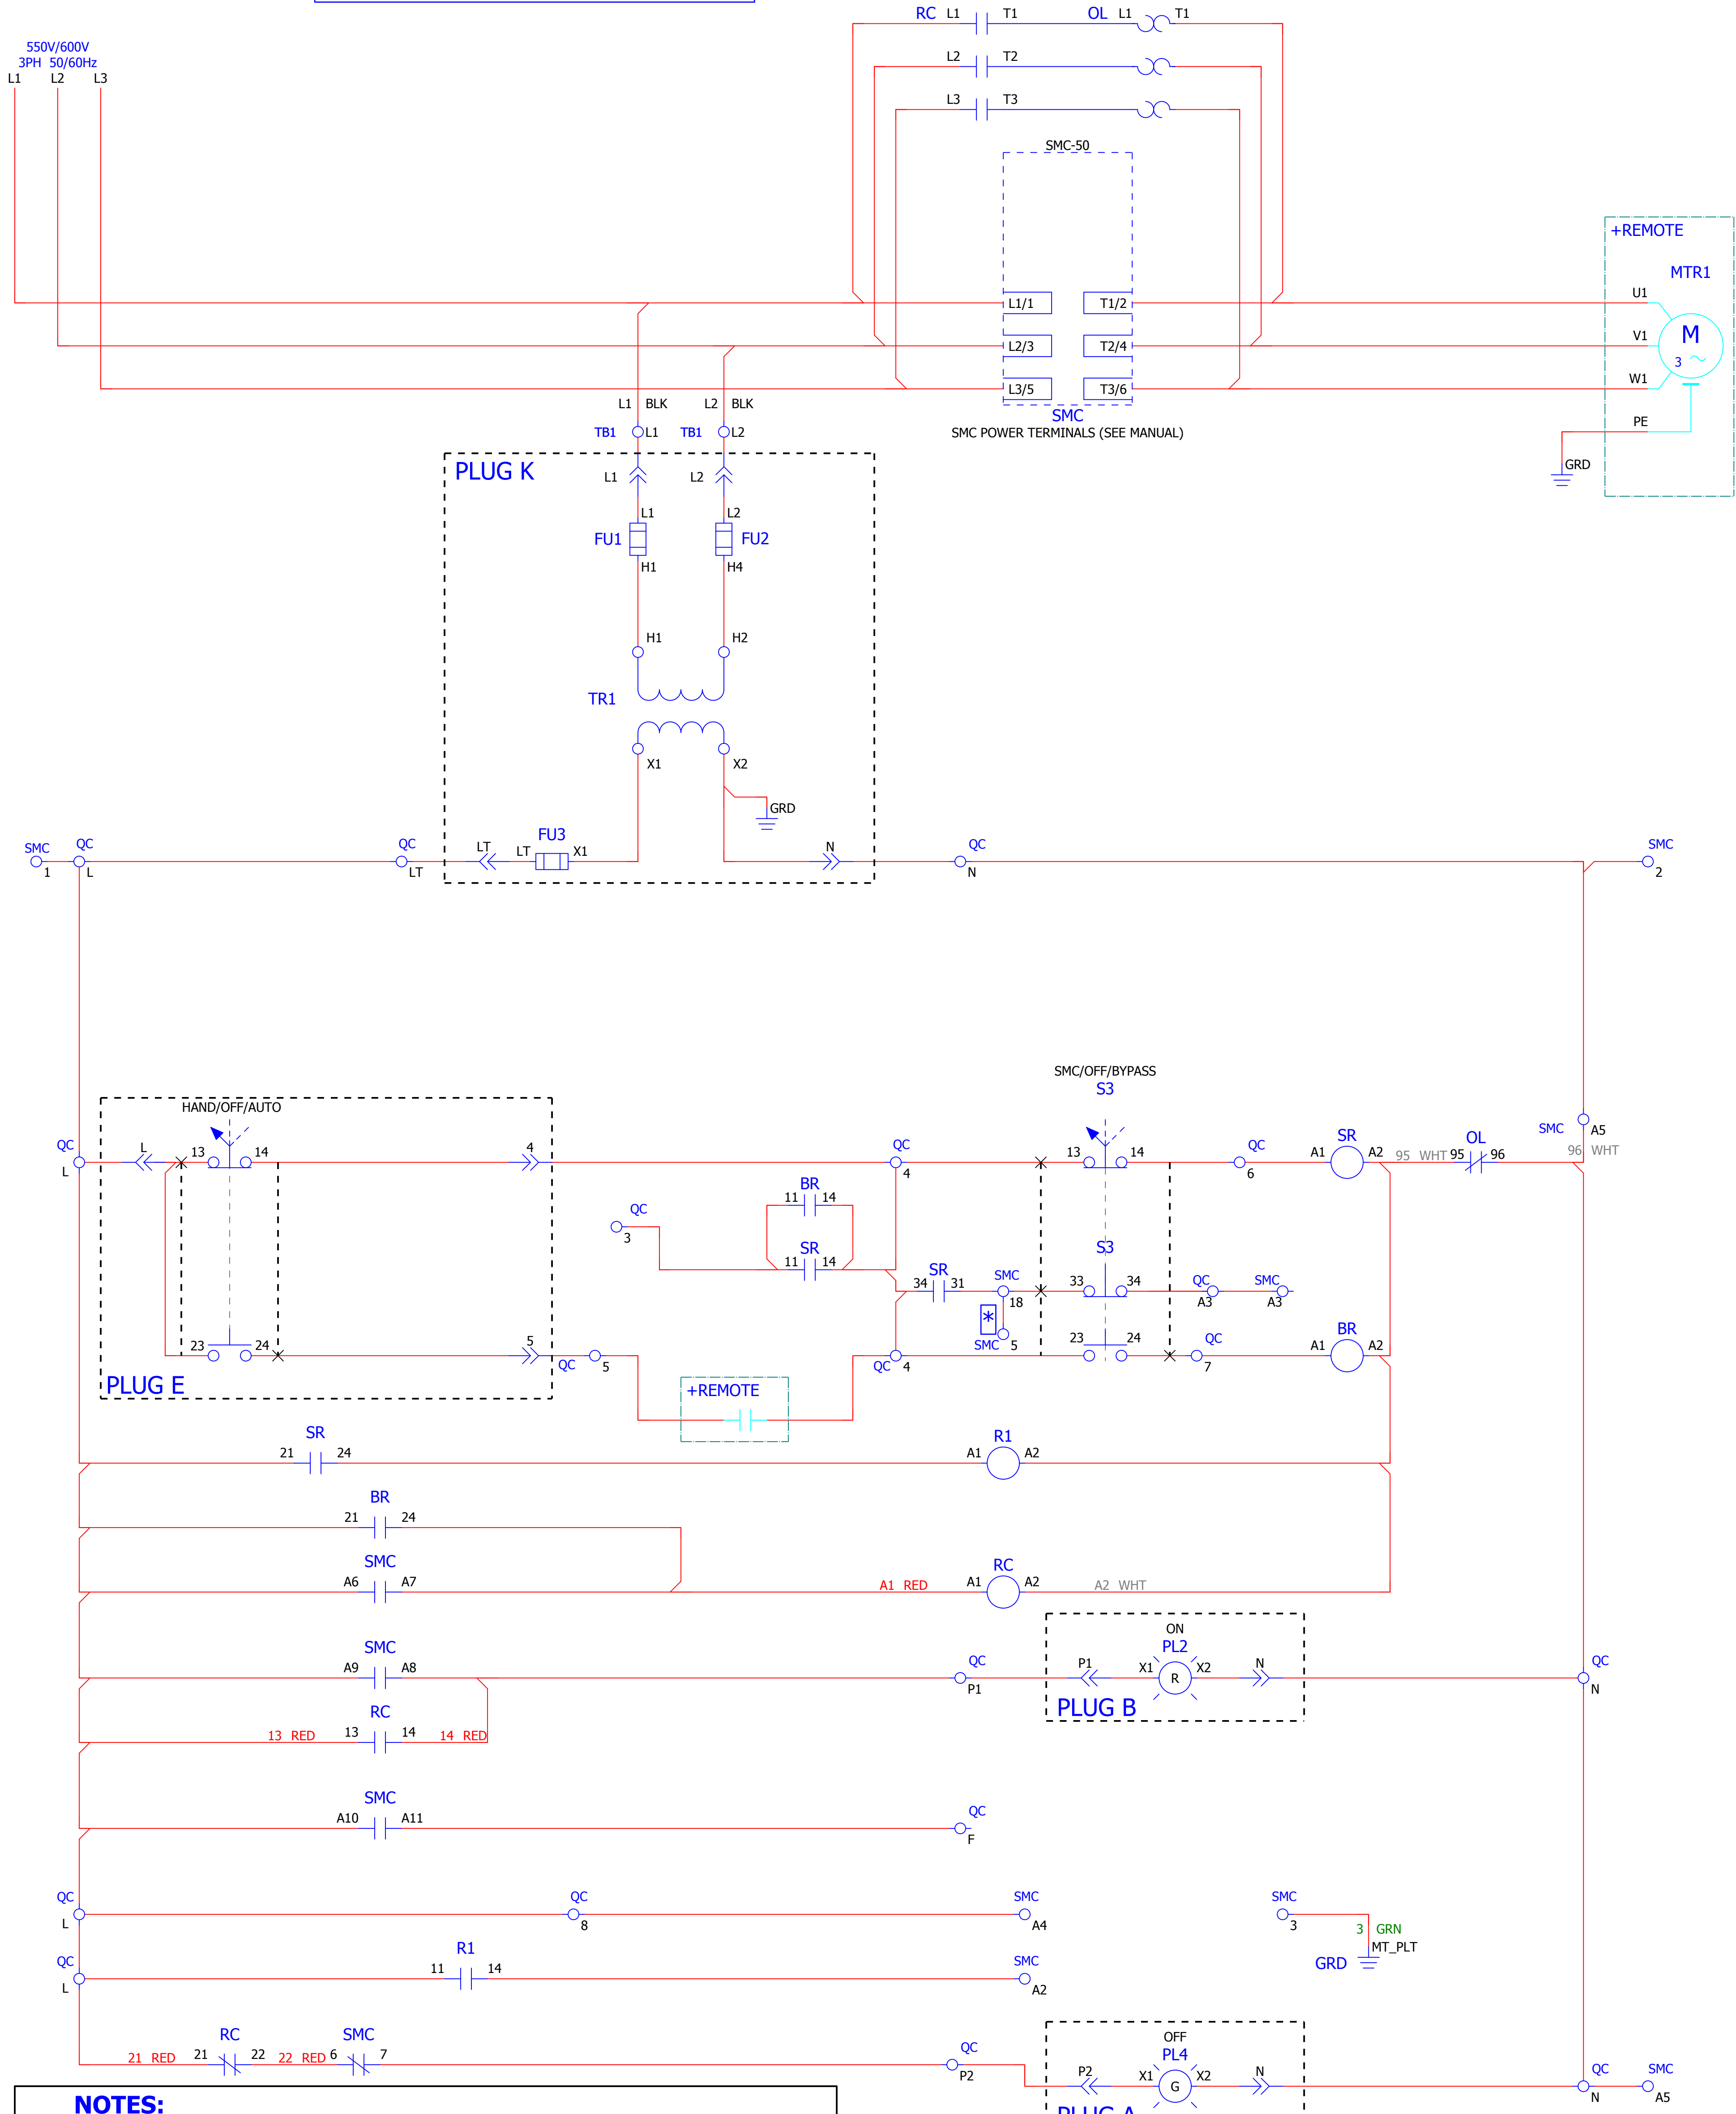 RC L1 T1 OL L1 T1
550V/600V
3PH 50/60Hz
L1 L2 L3
L2 T2
L3 T3
SMC-50
+REMOTE
MTR1
U1
L1/1 T1/2
V1
M
3
L2/3 T2/4
W1
L3/5 T3/6
L1 BLK L2 BLK
SMC
SMC POWER TERMINALS (SEE MANUAL)
PE
TB1 L1 TB1 L2
GRD
PLUG K
L1 L2
L1 L2
FU1 FU2
H1 H4
H1 H2
TR1
X1 X2
GRD
SMC QC QC FU3 QC SMC
LT LT X1 N
1 L LT N 2
SMC/OFF/BYPASS
S3
HAND/OFF/AUTO
SMC A5
QC L 13 14 4 QC 13 14 QC SR OL
A1 A2 95 WHT 95 96 96 WHT
L 4 6
BR
11 14
QC
3
SR
11 14
S3
SR
34 31 SMC 33 34 QC SMC
18 A3 A3
*
SMC 5
23 24 5 23 24 QC BR
A1 A2
QC 5 QC 4 7
PLUG E
+REMOTE
SR R1
21 24 A1 A2
BR
21 24
SMC RC
A6 A7 A1 RED A1 A2 A2 WHT
ON
SMC PL2
A9 A8 QC P1 X1 R X2 N QC
P1 N
PLUG B
RC
13 RED 13 14 14 RED
SMC
A10 A11 QC
F
QC QC SMC SMC
L 8 A4 3
3 GRN
MT_PLT
GRD
QC R1 SMC
11 14
L A2
OFF
RC SMC PL4
21 RED 21 22 22 RED 6 7 QC
P2 P2 X1 G X2 N QC SMC
N A5
NOTES:
PLUG A